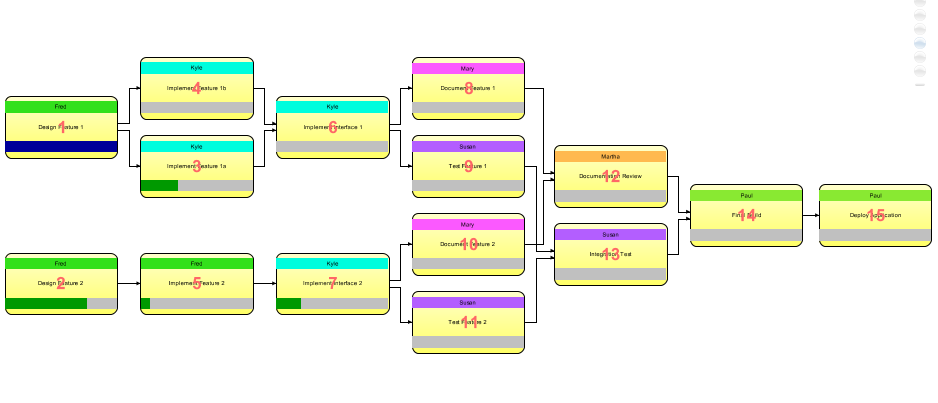 Fred
Design Feature 1
1
Kyle
Implement Feature 1b
4
Kyle
Implement Feature 1a
3
Kyle
Implement Interface 1
6
Mary
Document Feature 1
8
Susan
Test Feature 1
9
Fred
Design Feature 2
2
Fred
Implement Feature 2
5
Kyle
Implement Interface 2
7
Mary
Document Feature 2
10
Susan
Test Feature 2
11
Martha
Documentation Review
12
Susan
Integration Test
13
Paul
Final Build
14
Paul
Deploy Application
15